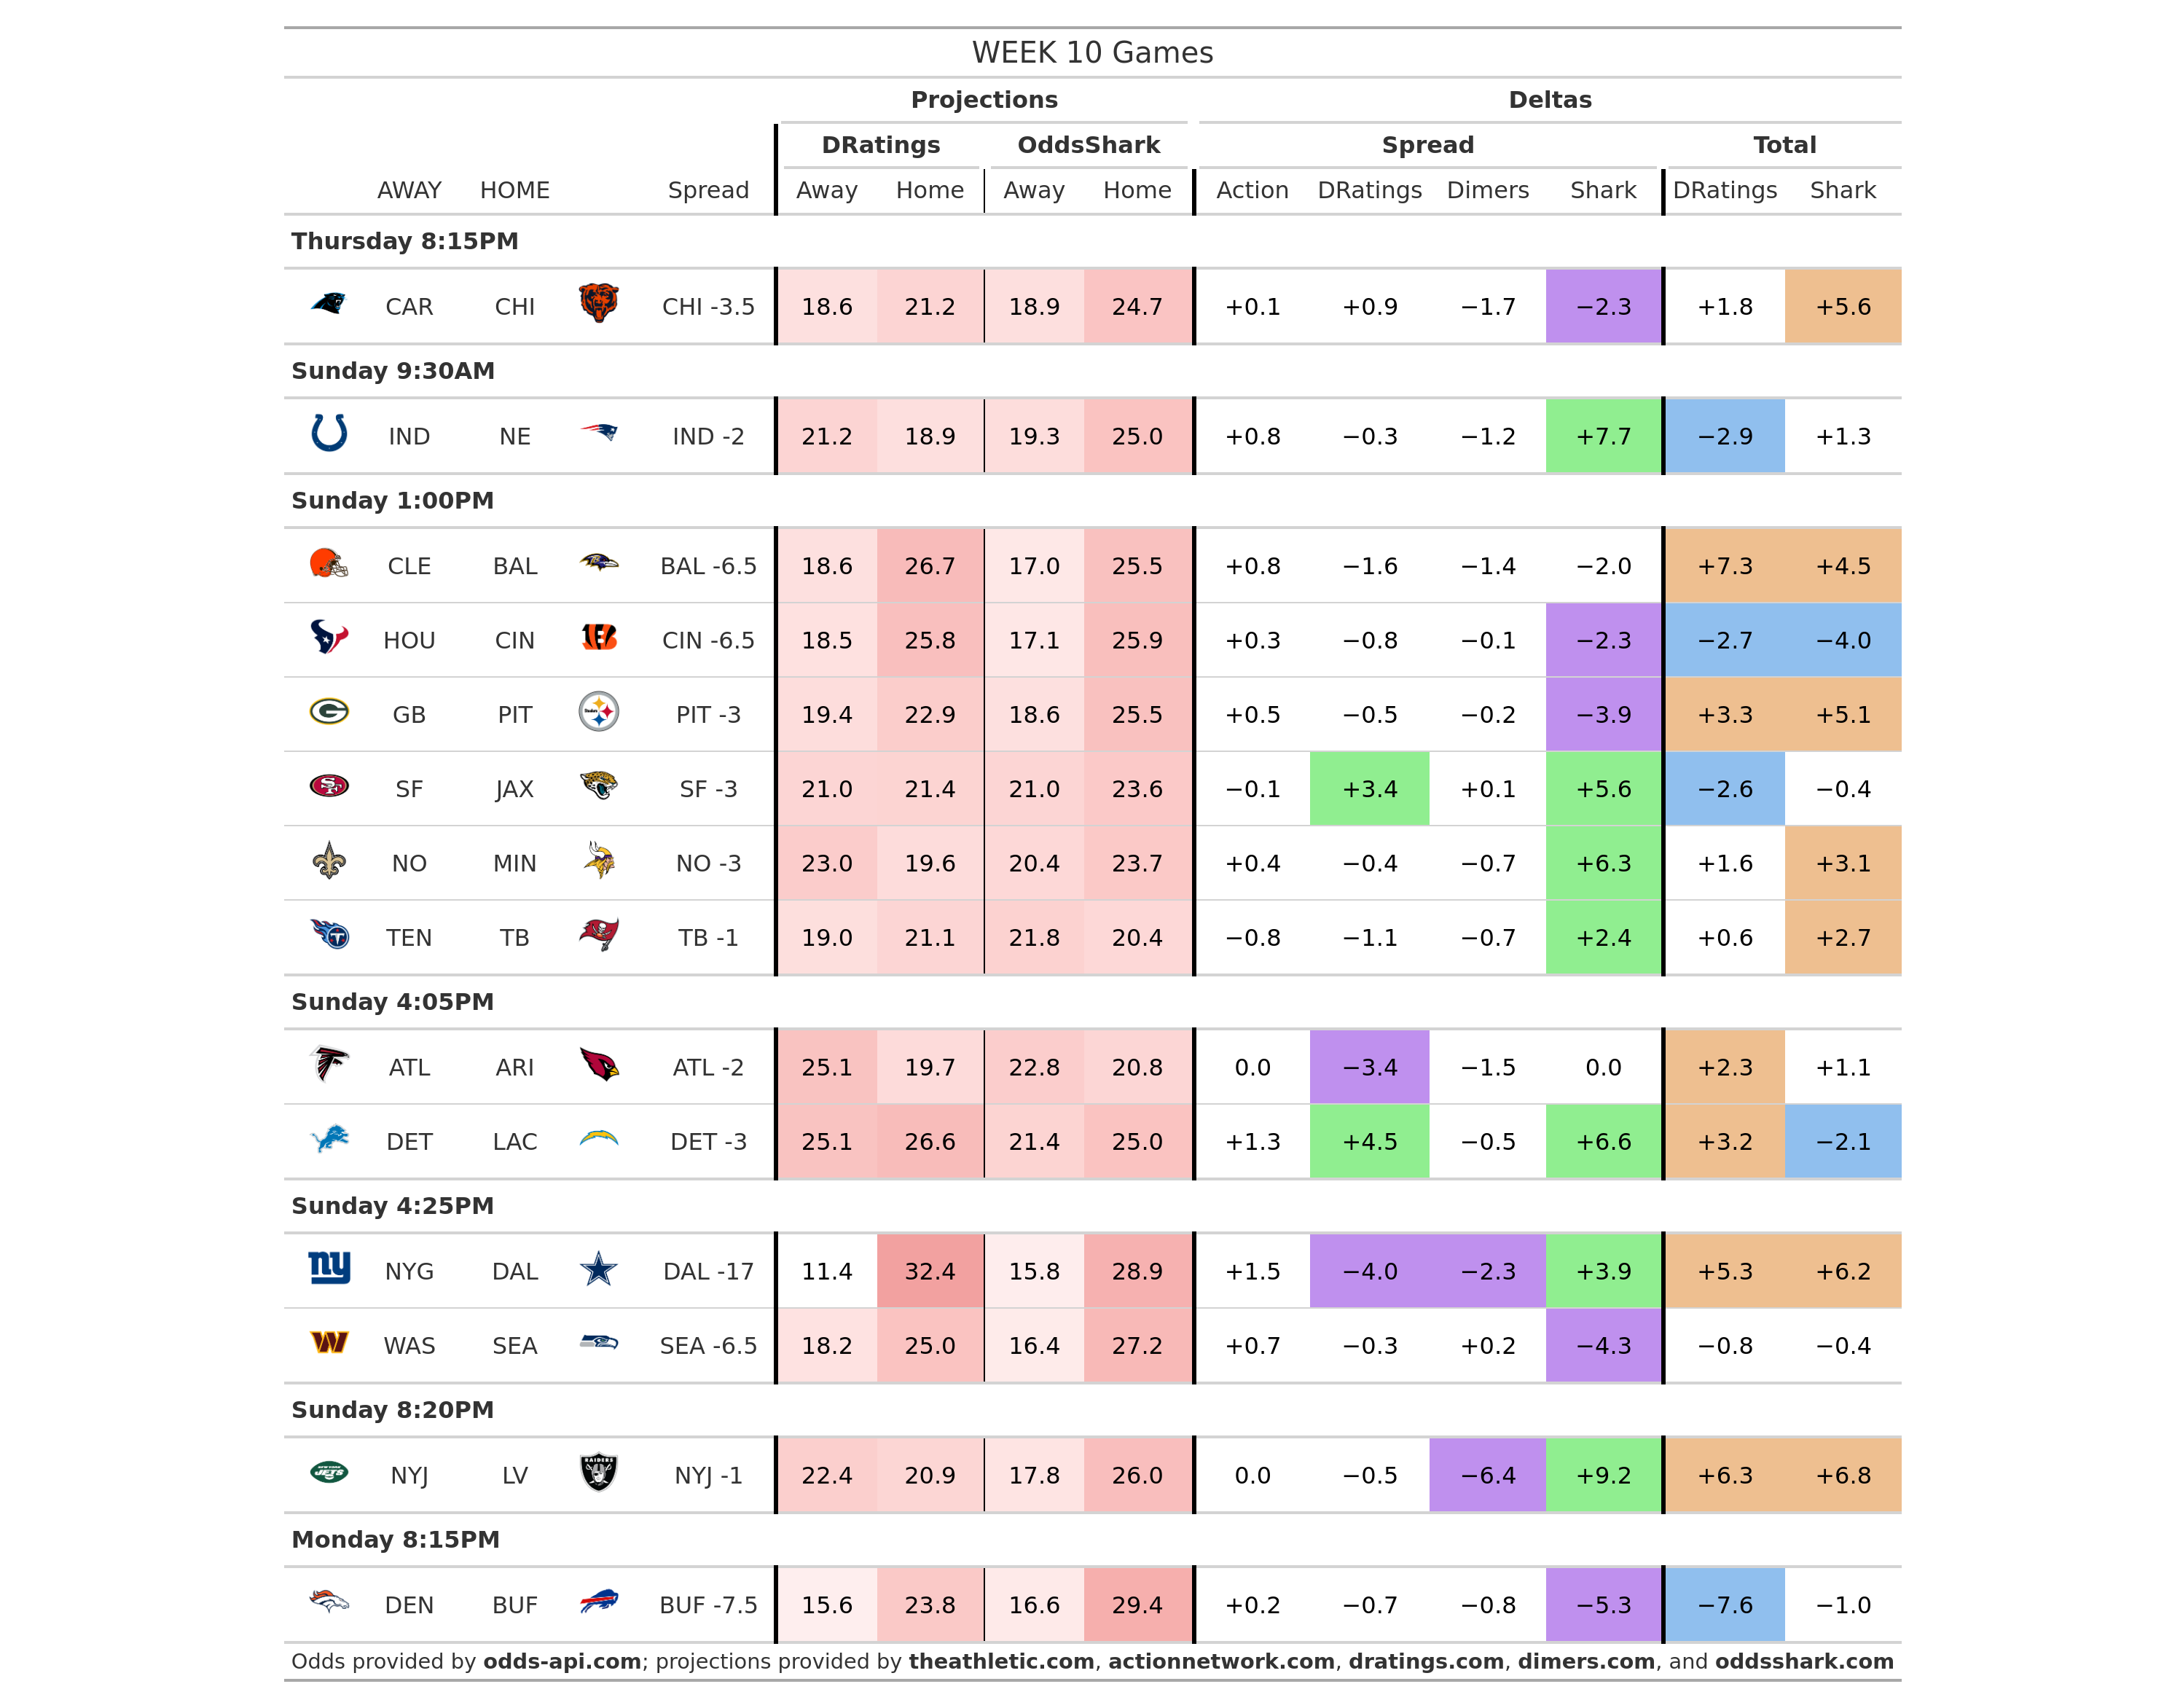 WEEK 10 Games
Projections Deltas
DRatings OddsShark Spread Total
AWAY HOME Spread Away Home Away Home Action DRatings Dimers Shark DRatings Shark
Thursday 8:15PM
CAR CHI CHI -3.5 18.6 21.2 18.9 24.7 +0.1 +0.9 −1.7 −2.3 +1.8 +5.6
Sunday 9:30AM
IND NE IND -2 21.2 18.9 19.3 25.0 +0.8 −0.3 −1.2 +7.7 −2.9 +1.3
Sunday 1:00PM
CLE BAL BAL -6.5 18.6 26.7 17.0 25.5 +0.8 −1.6 −1.4 −2.0 +7.3 +4.5
HOU CIN CIN -6.5 18.5 25.8 17.1 25.9 +0.3 −0.8 −0.1 −2.3 −2.7 −4.0
GB PIT PIT -3 19.4 22.9 18.6 25.5 +0.5 −0.5 −0.2 −3.9 +3.3 +5.1
SF JAX SF -3 21.0 21.4 21.0 23.6 −0.1 +3.4 +0.1 +5.6 −2.6 −0.4
NO MIN NO -3 23.0 19.6 20.4 23.7 +0.4 −0.4 −0.7 +6.3 +1.6 +3.1
TEN TB TB -1 19.0 21.1 21.8 20.4 −0.8 −1.1 −0.7 +2.4 +0.6 +2.7
Sunday 4:05PM
ATL ARI ATL -2 25.1 19.7 22.8 20.8 0.0 −3.4 −1.5 0.0 +2.3 +1.1
DET LAC DET -3 25.1 26.6 21.4 25.0 +1.3 +4.5 −0.5 +6.6 +3.2 −2.1
Sunday 4:25PM
NYG DAL DAL -17 11.4 32.4 15.8 28.9 +1.5 −4.0 −2.3 +3.9 +5.3 +6.2
WAS SEA SEA -6.5 18.2 25.0 16.4 27.2 +0.7 −0.3 +0.2 −4.3 −0.8 −0.4
Sunday 8:20PM
NYJ LV NYJ -1 22.4 20.9 17.8 26.0 0.0 −0.5 −6.4 +9.2 +6.3 +6.8
Monday 8:15PM
DEN BUF BUF -7.5 15.6 23.8 16.6 29.4 +0.2 −0.7 −0.8 −5.3 −7.6 −1.0
Odds provided by odds-api.com; projections provided by theathletic.com, actionnetwork.com, dratings.com, dimers.com, and oddsshark.com